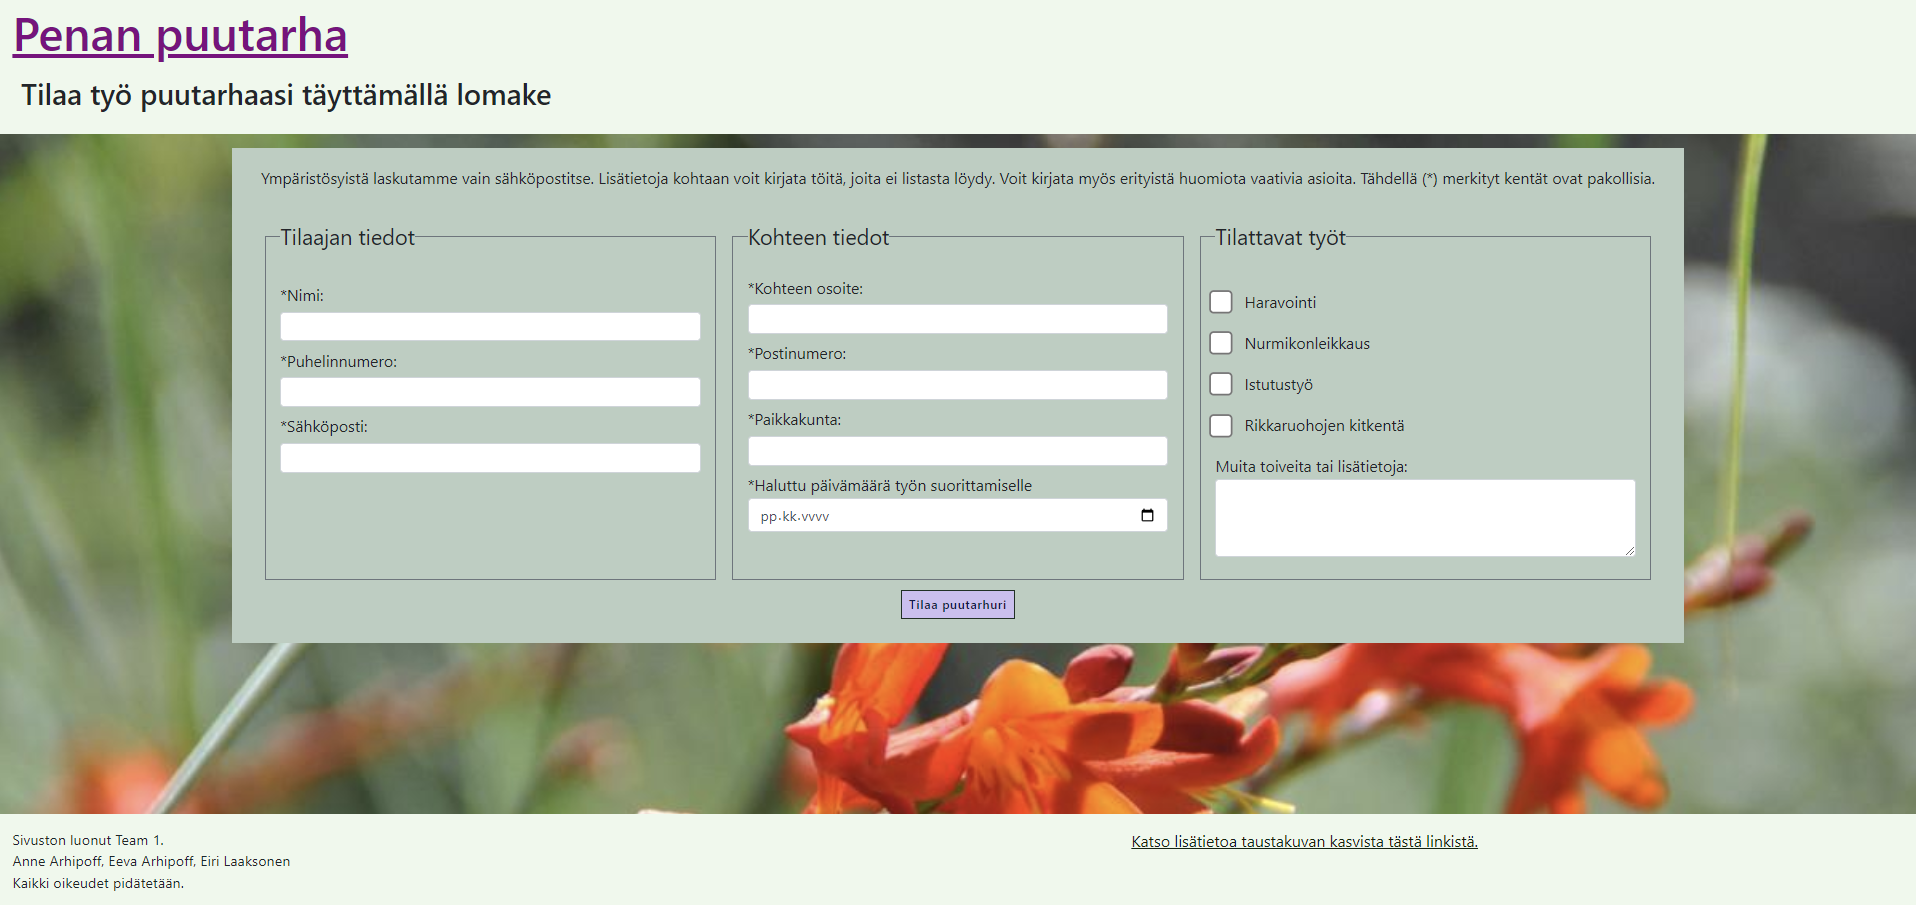 Penan puutarha
Tilaa työ puutarhaasi täyttämällä lomake
Ympäristösyistä laskutamme vain sähköpostitse. Lisätietoja kohtaan voit kirjata töitä, joita ei listasta löydy. Voit kirjata myös erityistä huomiota vaativia asioita. Tähdellä (*) merkityt kentät ovat pakollisia.
Tilaajan tiedot
*Nimi:
*Puhelinnumero:
*Sähköposti:
Kohteen tiedot
*Kohteen osoite:
*Postinumero:
*Paikkakunta:
*Haluttu päivämäärä työn suorittamiselle
pp.kk.vvvv
Tilattavat työt
Haravointi
Nurmikonleikkaus
Istutustyö
Rikkaruohojen kitkentä
Muita toiveita tai lisätietoja:
Tilaa puutarhuri
Sivuston luonut Team 1.
Anne Arhipoff, Eeva Arhipoff, Eiri Laaksonen
Kaikki oikeudet pidätetään.
Katso lisätietoa taustakuvan kasvista tästä linkistä.